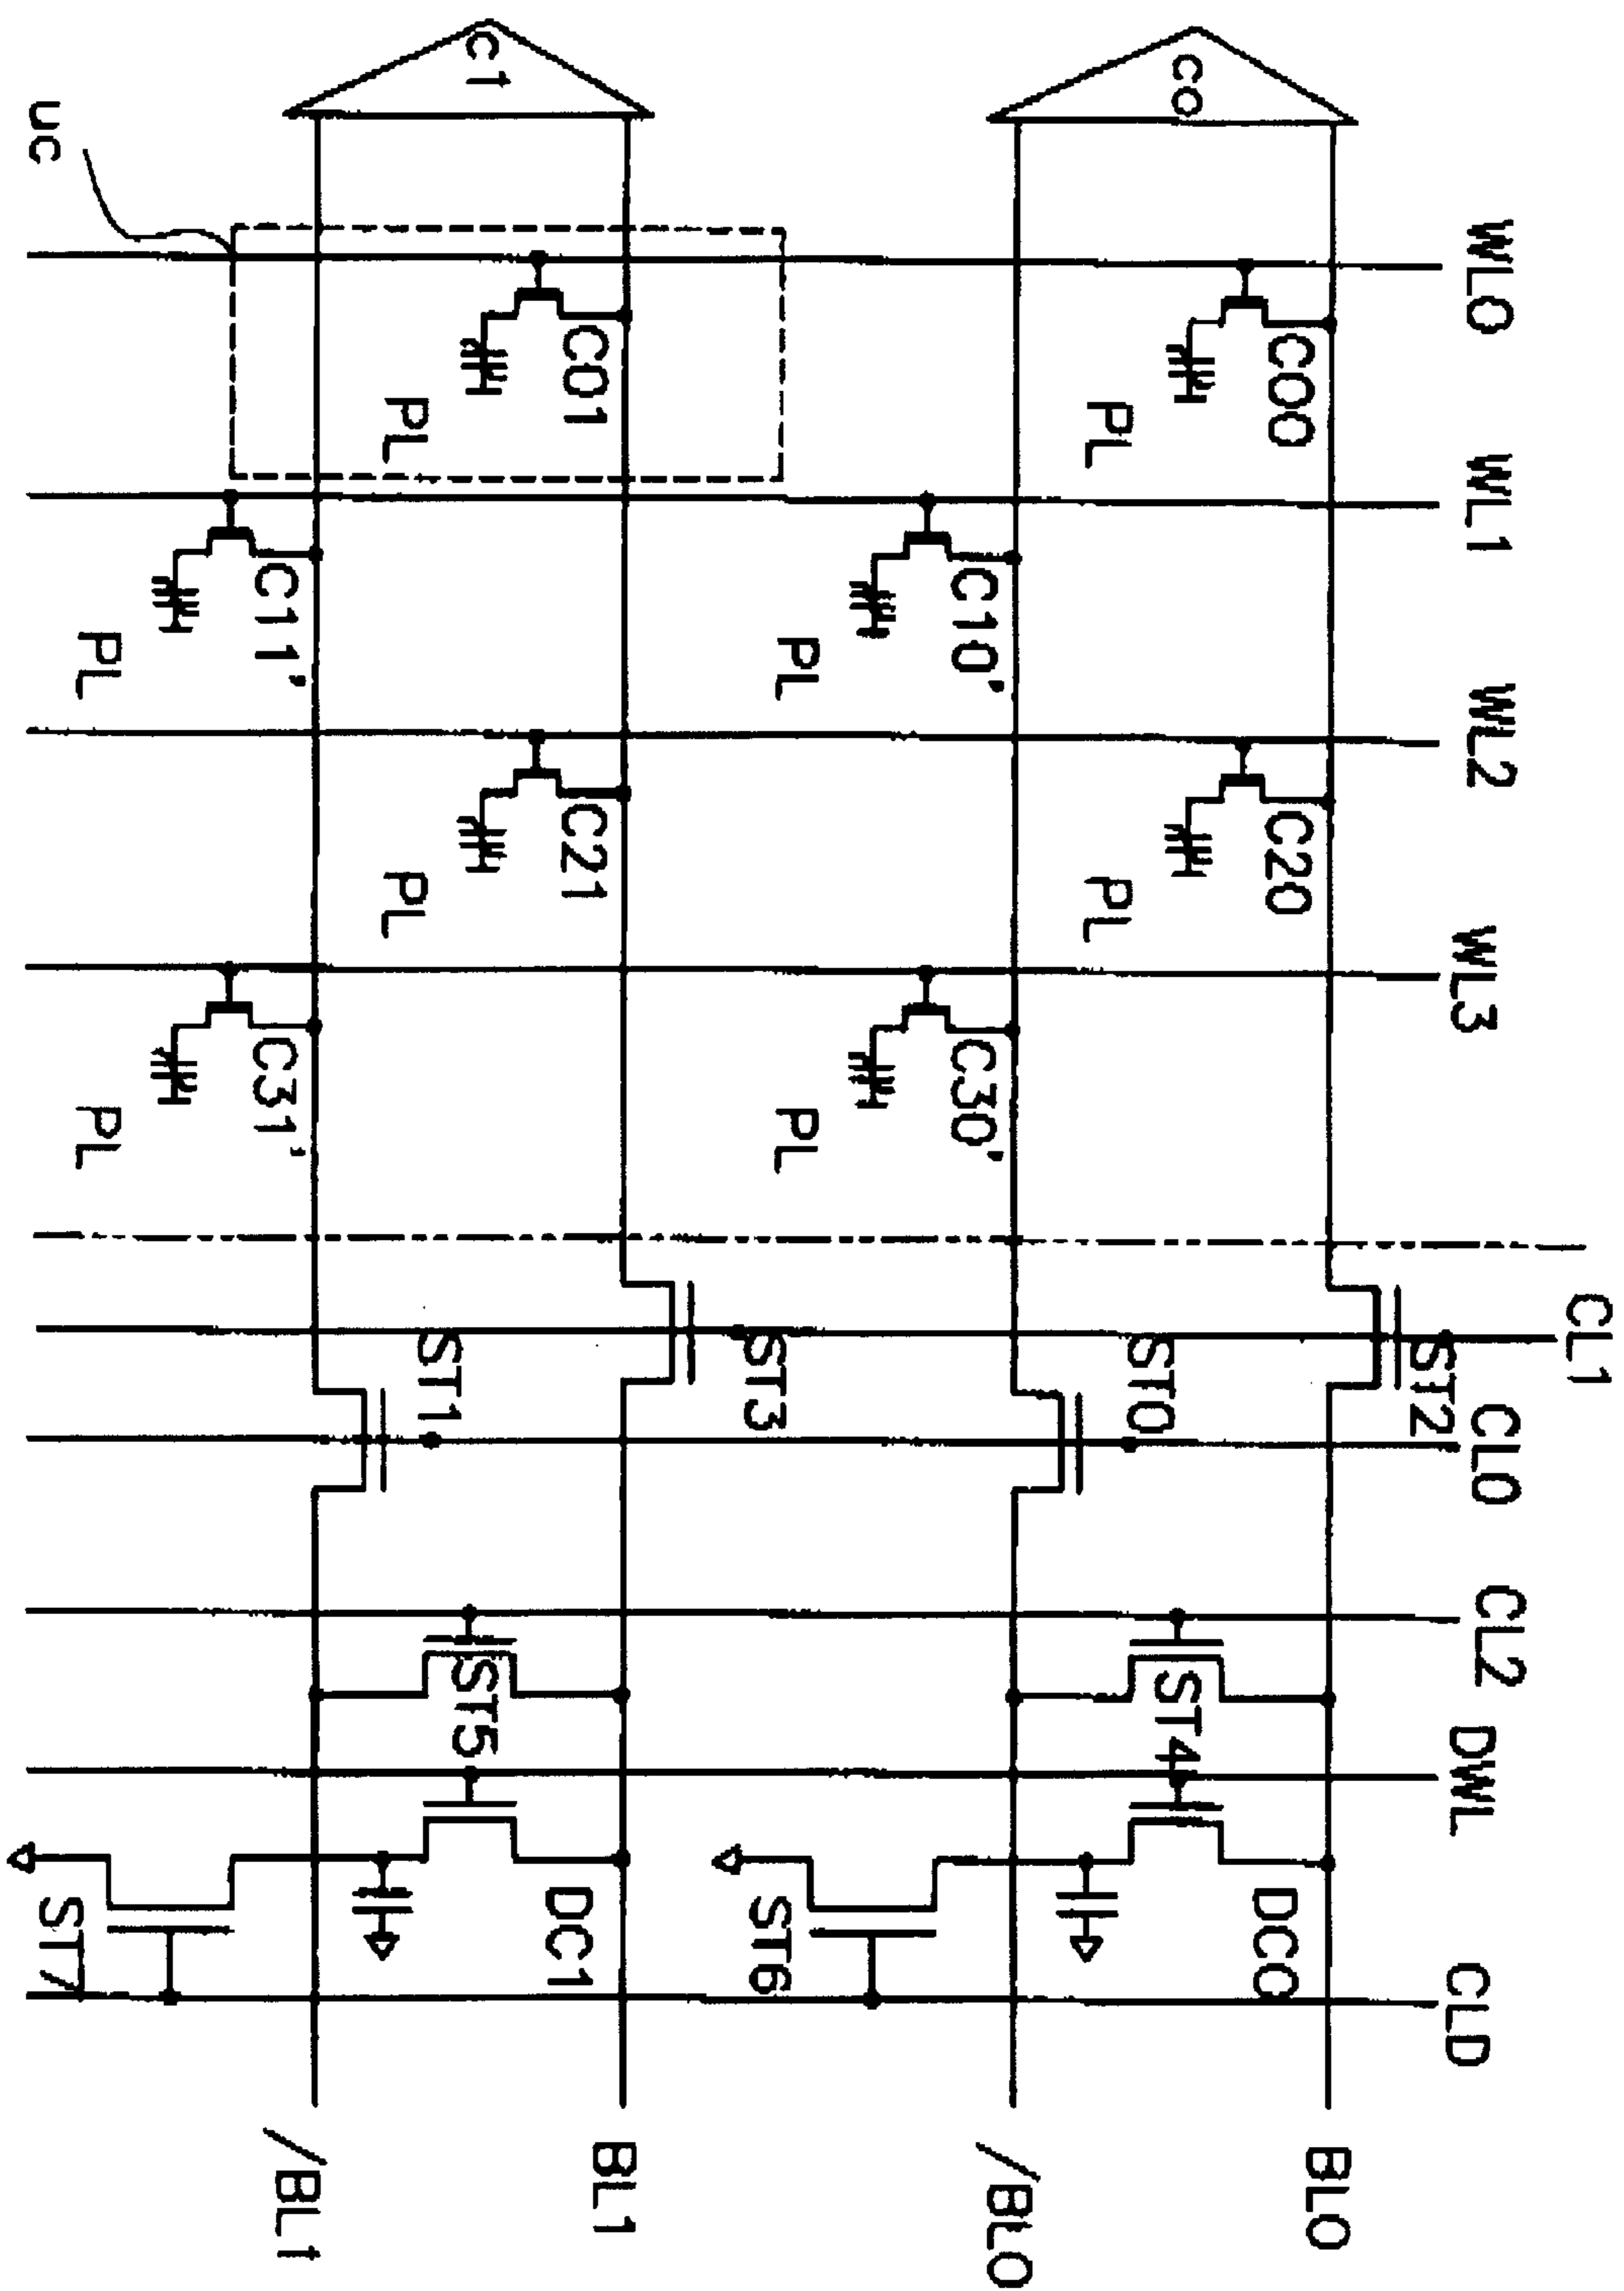 WL0 WL1 WL2 WL3 CL1 CL0 CL2 DWL CLD
C00 C20 ST2 DC0 BL0
C0 PL PL ST0 ST4
C10' C30' /BL0
PL PL ST3 ST6
C01 C21 DC1 BL1
C1 PL PL ST1 ST5
C11' C31' /BL1
PL PL ST7
UC